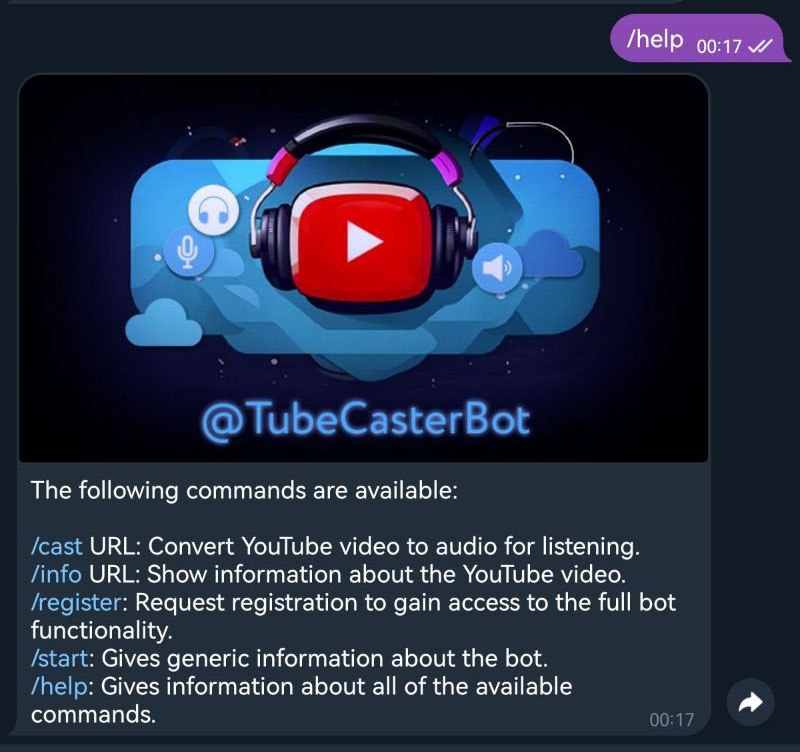 /help 00:17
@TubeCasterBot
The following commands are available:
/cast URL: Convert YouTube video to audio for listening.
/info URL: Show information about the YouTube video.
/register: Request registration to gain access to the full bot
functionality.
/start: Gives generic information about the bot.
/help: Gives information about all of the available
commands.
00:17